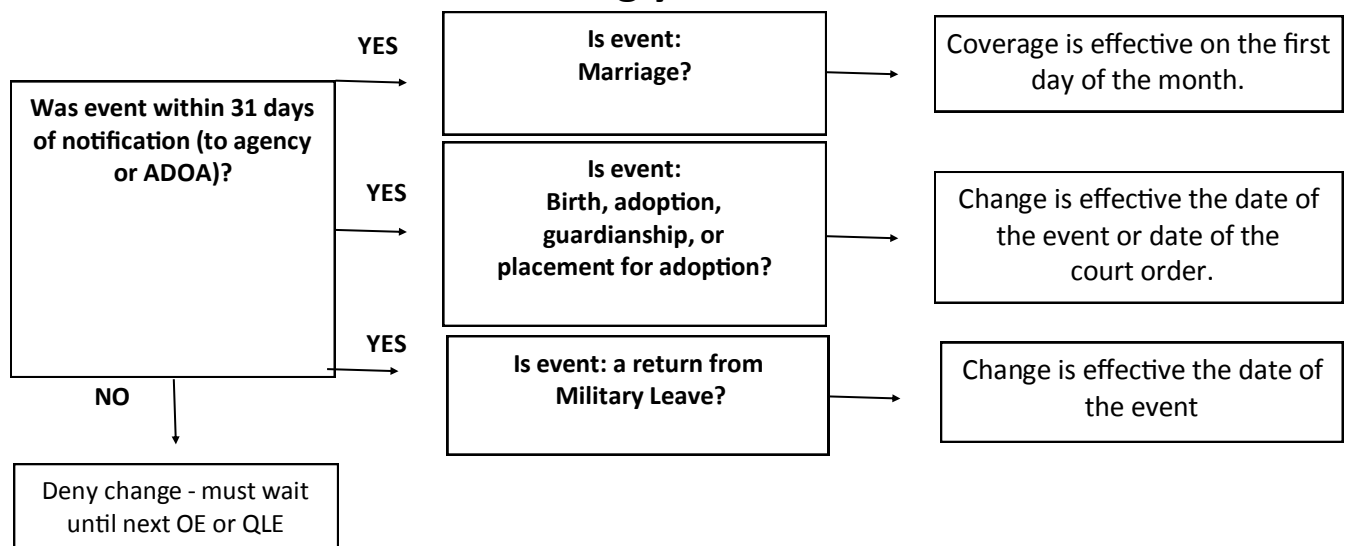 YES
Is event:
Marriage?
Coverage is effective on the first
day of the month.
Was event within 31 days
of notification (to agency
or ADOA)?
YES
Is event:
Birth, adoption,
guardianship, or
placement for adoption?
Change is effective the date of
the event or date of the
court order.
YES
Is event: a return from
Military Leave?
Change is effective the date of
the event
NO
Deny change - must wait
until next OE or QLE